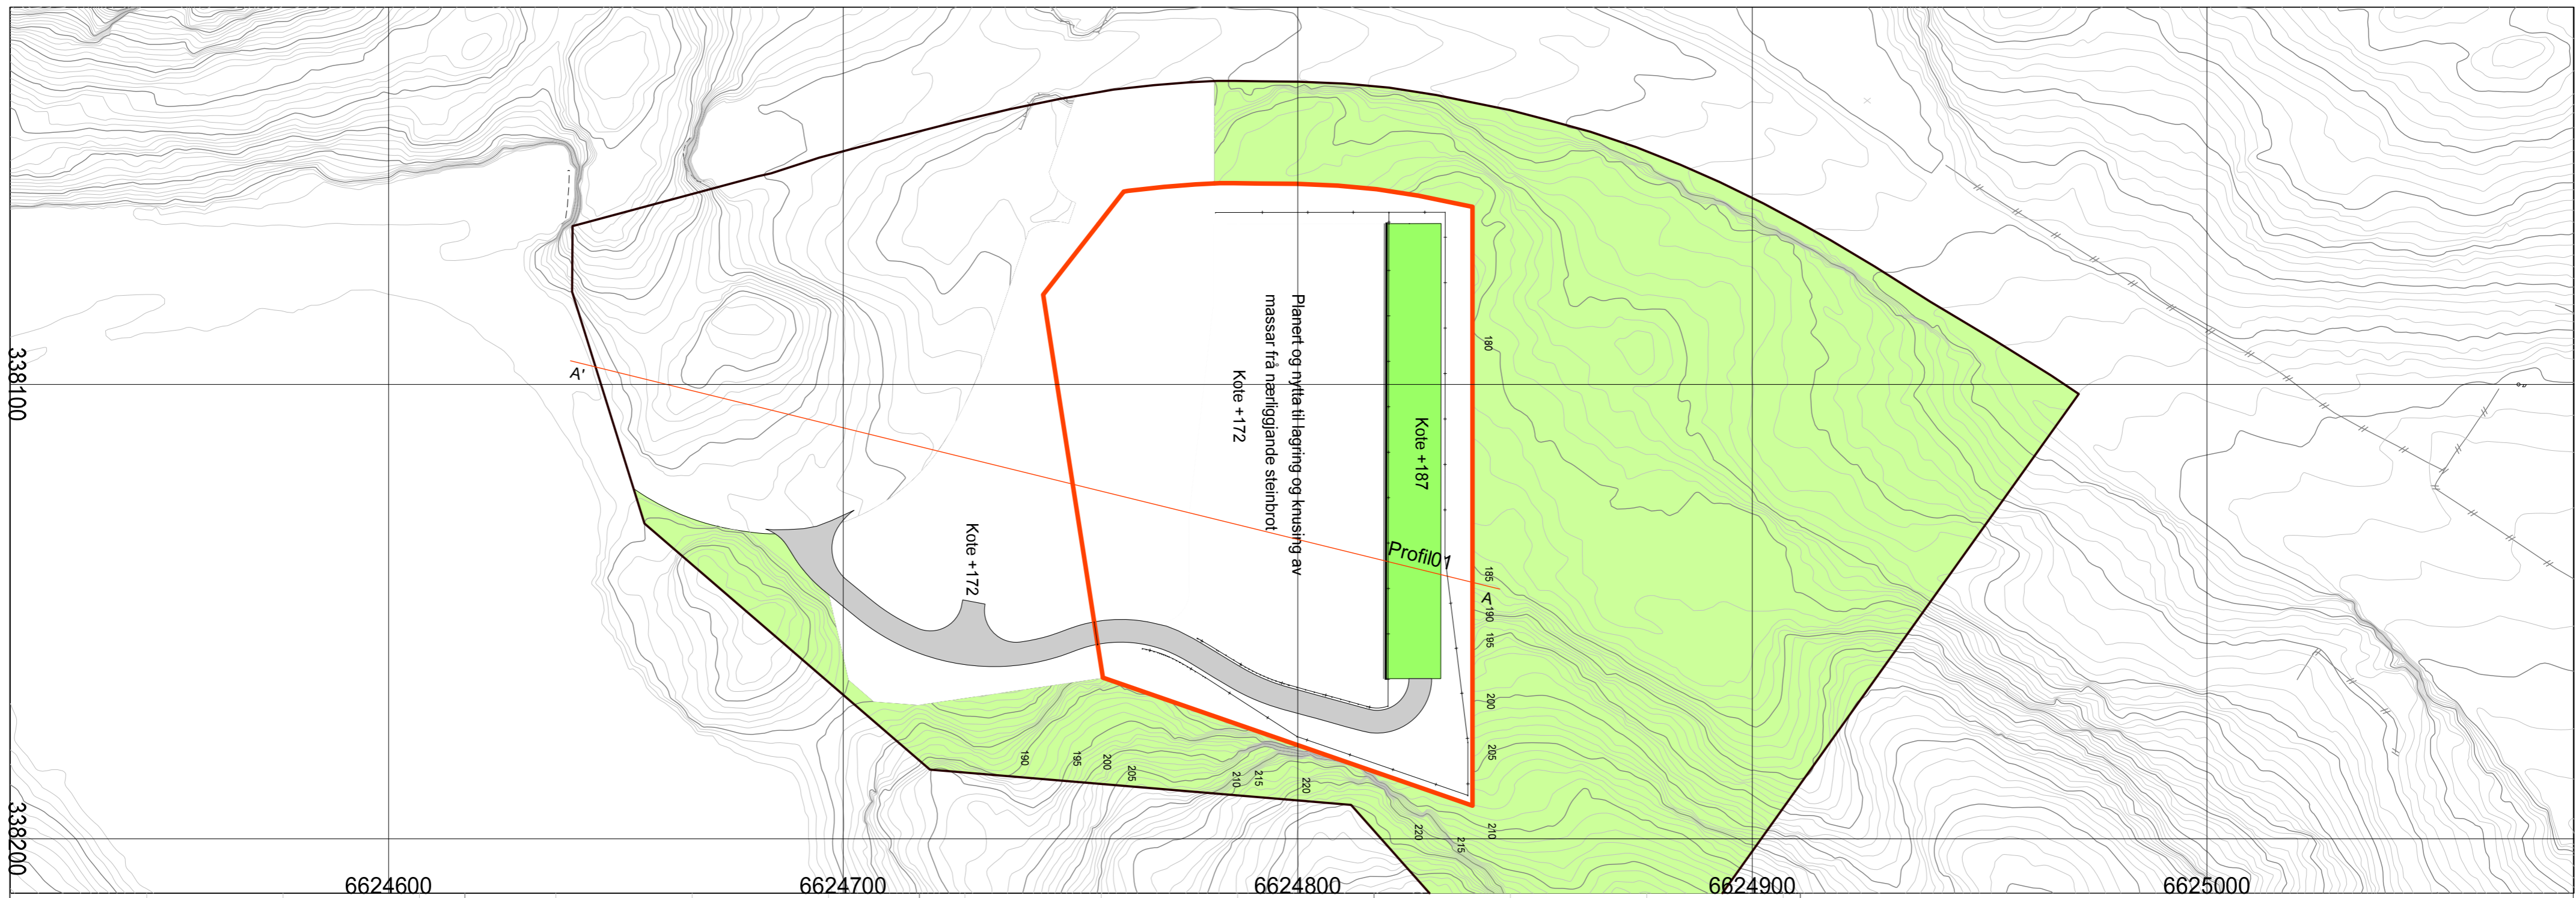 338100
338200
6624600
6624700
6624800
6624900
6625000
A'
Kote +172
Planert og nytta til lagring og knusing av
massar frå nærliggjande steinbrot
Kote +172
Kote +187
Profil01
A
180
185
190
195
200
205
210
215
220
190
195
200
205
210
215
220